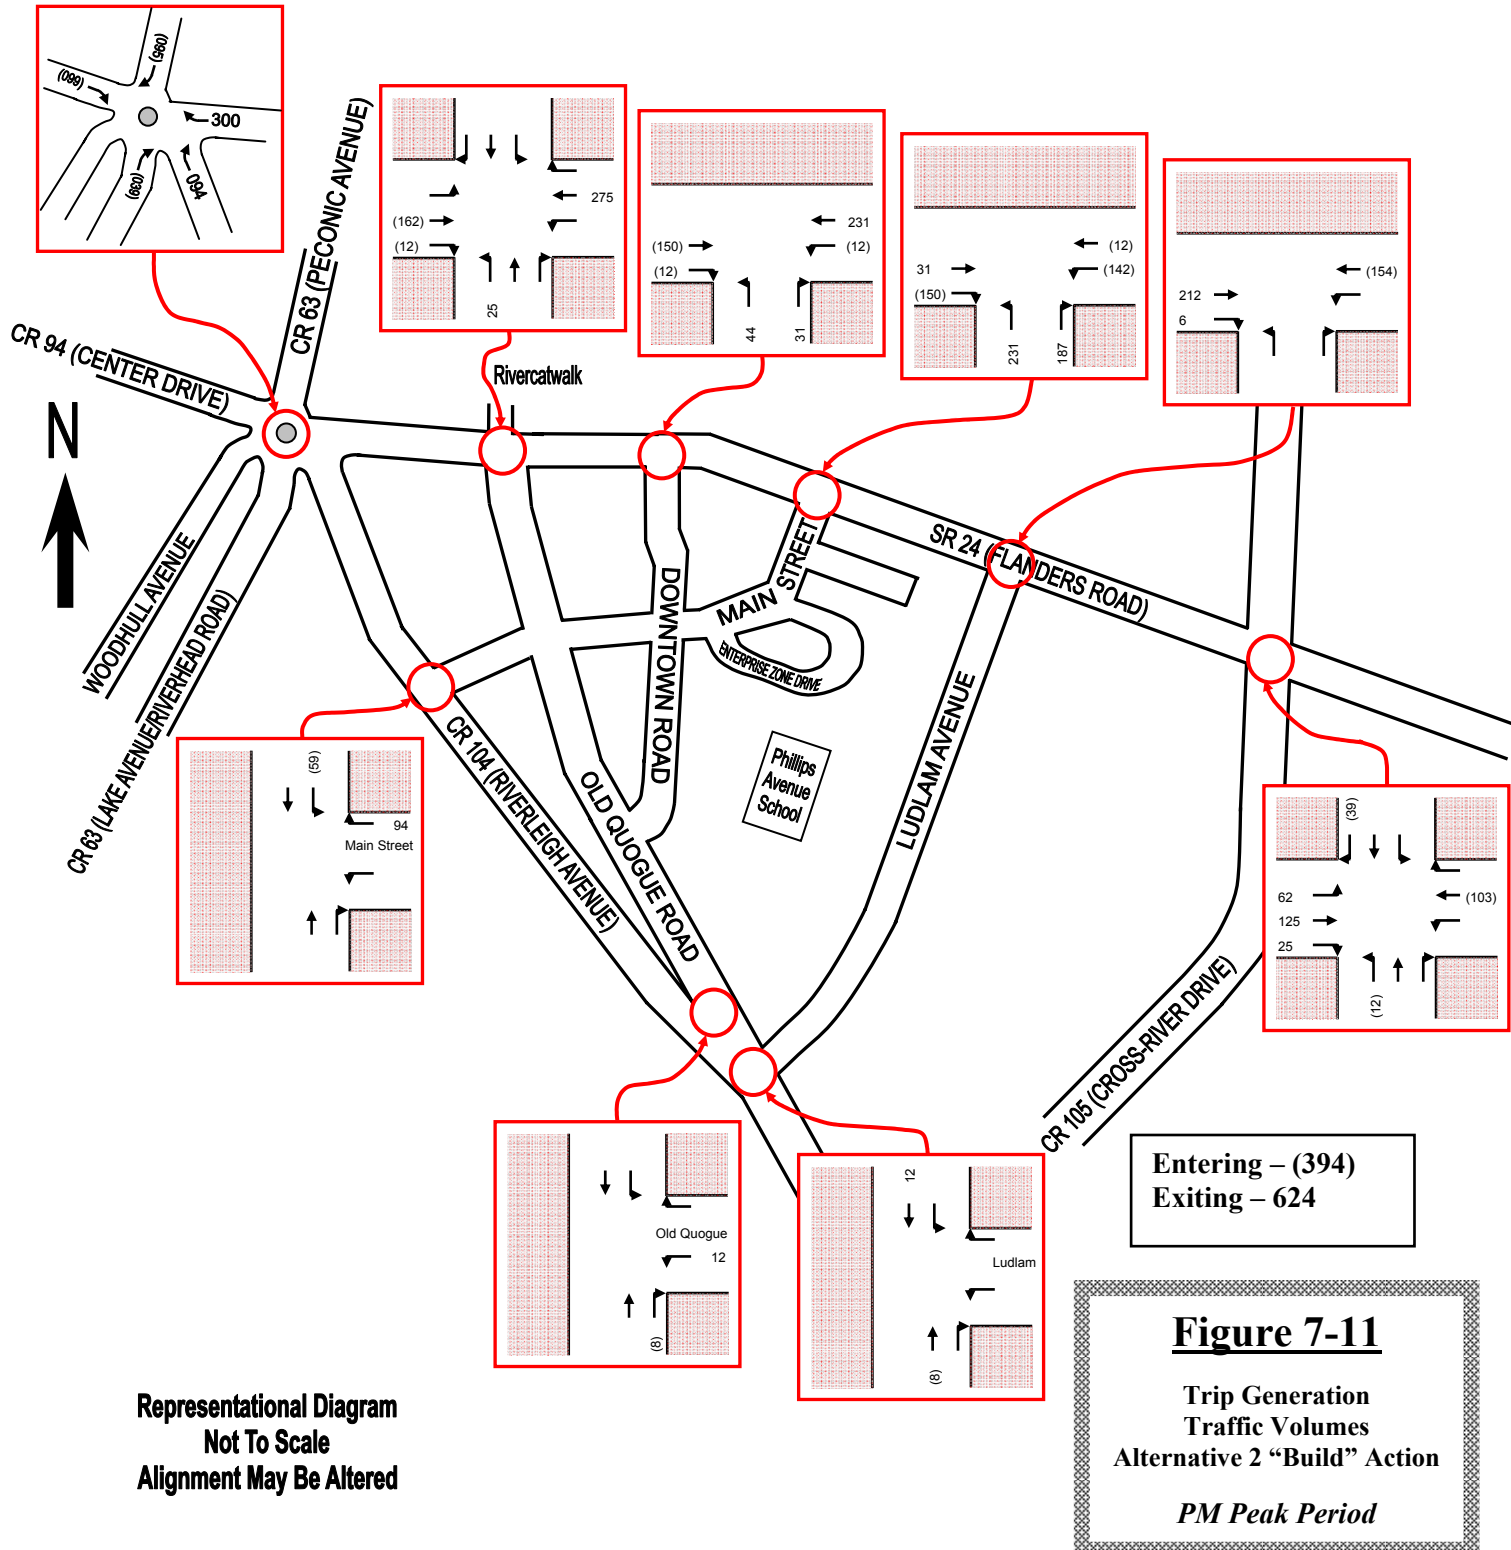 (095)
(099)
300
(039)
094
CR 63 (PECONIC AVENUE)
275
(162)
(12)
25
231
(150)
(12)
(12)
44
31
(12)
31
(142)
(150)
231
187
(154)
212
6
CR 94 (CENTER DRIVE)
Rivercatwalk
N
SR 24 (FLANDERS ROAD)
WOODHULL AVENUE
CR 63 (LAKE AVENUE/RIVERHEAD ROAD)
DOWNTOWN ROAD
MAIN STREET
ENTERPRISE ZONE DRIVE
LUDLAM AVENUE
Phillips
Avenue
School
CR 104 (RIVERLEIGH AVENUE)
OLD QUOGUE ROAD
CR 105 (CROSS-RIVER DRIVE)
(59)
94
Main Street
(39)
62
(103)
125
25
(12)
Old Quogue
12
(8)
12
Ludlam
(8)
Entering – (394)
Exiting – 624
Figure 7-11
Trip Generation
Traffic Volumes
Alternative 2 “Build” Action
PM Peak Period
Representational Diagram
Not To Scale
Alignment May Be Altered